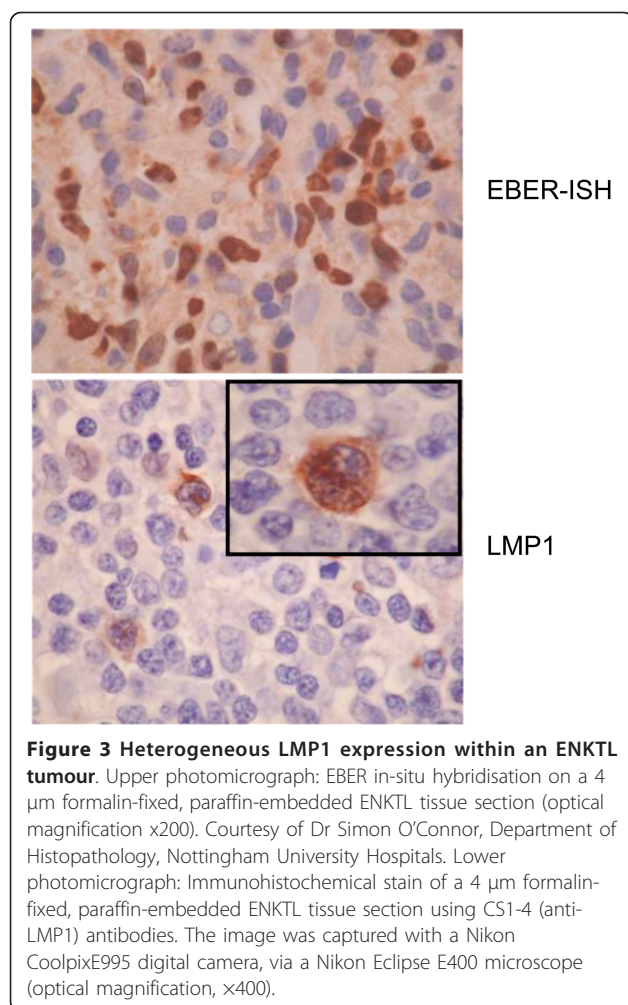 EBER-ISH
LMP1
Figure 3 Heterogeneous LMP1 expression within an ENKTL
tumour. Upper photomicrograph: EBER in-situ hybridisation on a 4
μm formalin-fixed, paraffin-embedded ENKTL tissue section (optical
magnification x200). Courtesy of Dr Simon O’Connor, Department of
Histopathology, Nottingham University Hospitals. Lower
photomicrograph: Immunohistochemical stain of a 4 μm formalin-
fixed, paraffin-embedded ENKTL tissue section using CS1-4 (anti-
LMP1) antibodies. The image was captured with a Nikon
CoolpixE995 digital camera, via a Nikon Eclipse E400 microscope
(optical magnification, ×400).